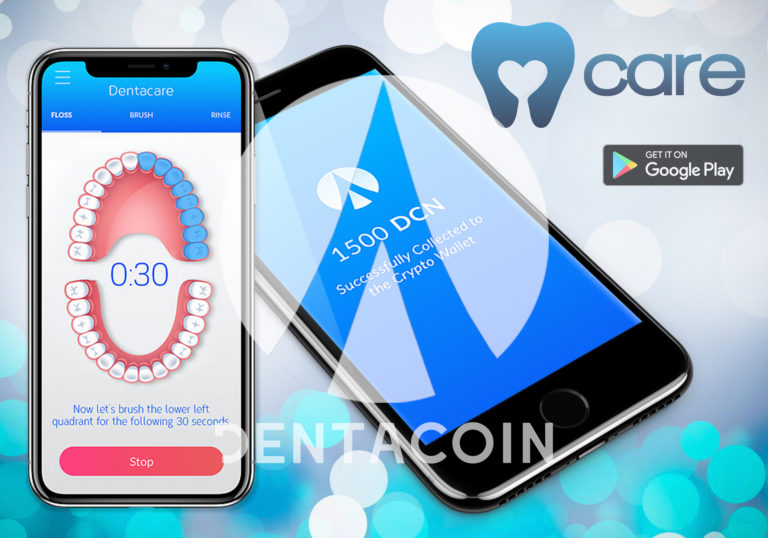 Dentacare
FLOSS
BRUSH
RINSE
0:30
Now let's brush the lower left
quadrant for the following 30 seconds
Stop
1500 DCN
Successfully Collected to
the Crypto Wallet
care
GET IT ON
Google Play
DENTACOIN